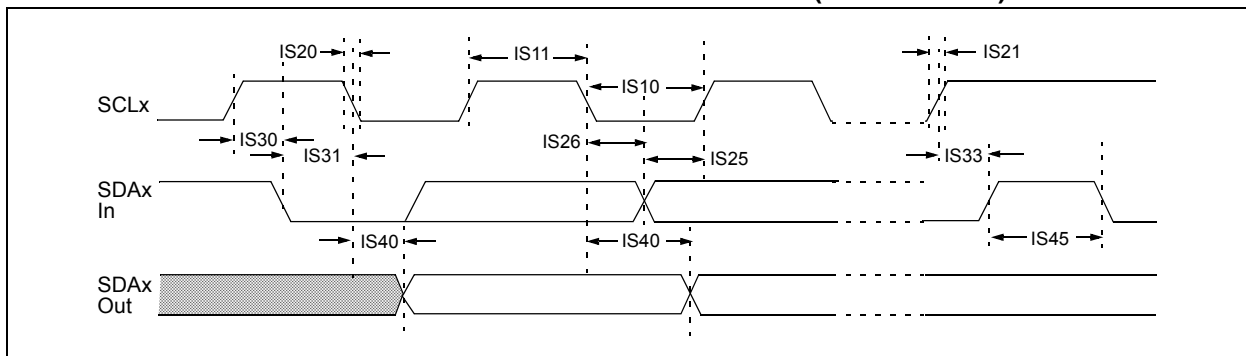 IS20
IS11
IS10
IS21
SCLx
IS30
IS31
IS26
IS25
IS33
SDAx
In
IS40
IS40
IS45
SDAx
Out